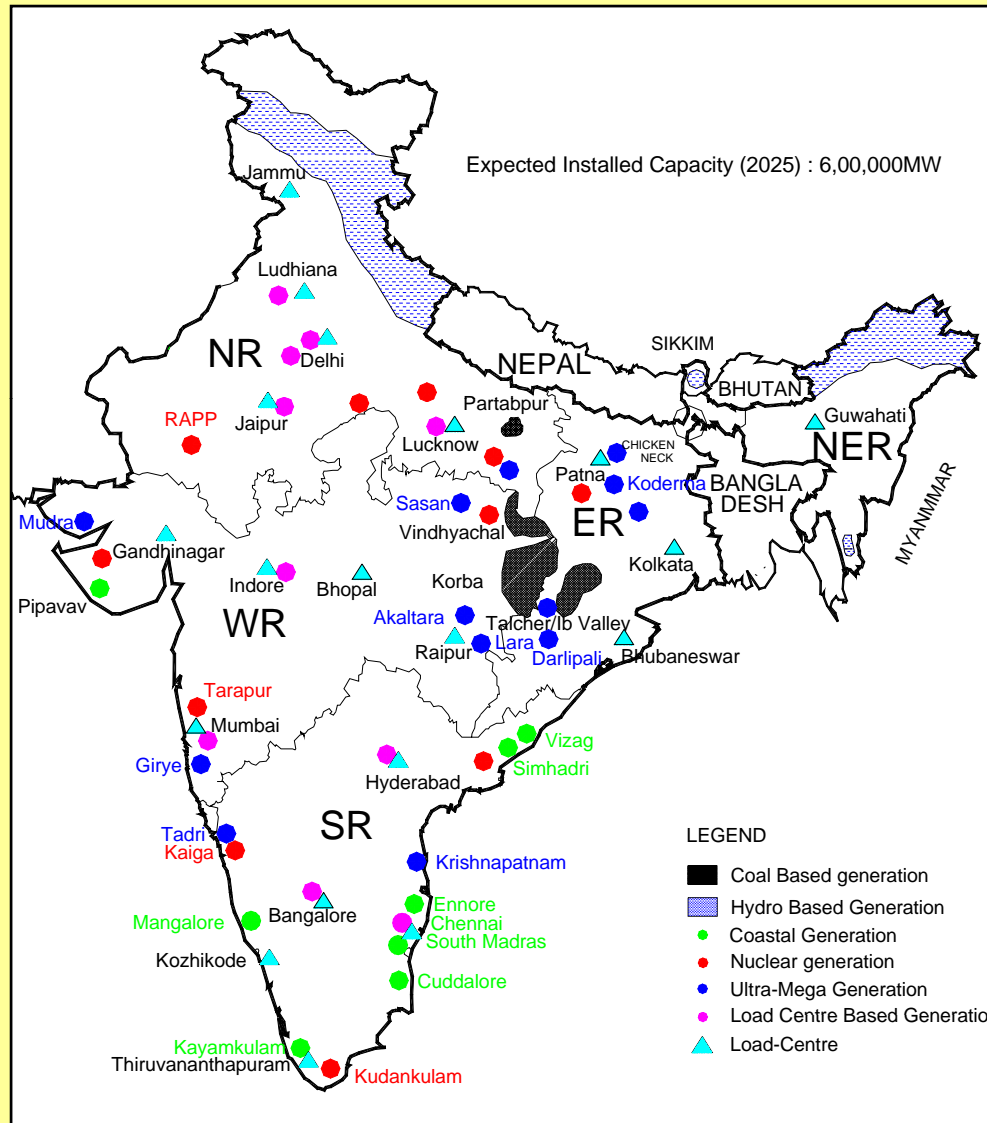 Expected Installed Capacity (2025) : 6,00,000MW
Jammu
Ludhiana
NR
Delhi
SIKKIM
NEPAL
BHUTAN
Partabpur
RAPP
Jaipur
Lucknow
Guwahati
CHICKEN
NECK
NER
Patna
Koderma
BANGLA
DESH
MYANMMAR
Sasan
Mudra
Vindhyachal
ER
Gandhinagar
Kolkata
Indore
Bhopal
Korba
Pipavav
WR
Akaltara
Talcher/Ib Valley
Raipur
Lara
Darlipali
Bhubaneswar
Tarapur
Mumbai
Vizag
Girye
Simhadri
Hyderabad
SR
Tadri
Kaiga
Krishnapatnam
Ennore
Bangalore
Mangalore
Chennai
South Madras
Kozhikode
Cuddalore
Kayamkulam
Thiruvananthapuram
Kudankulam
LEGEND
Coal Based generation
Hydro Based Generation
Coastal Generation
Nuclear generation
Ultra-Mega Generation
Load Centre Based Generatio
Load-Centre